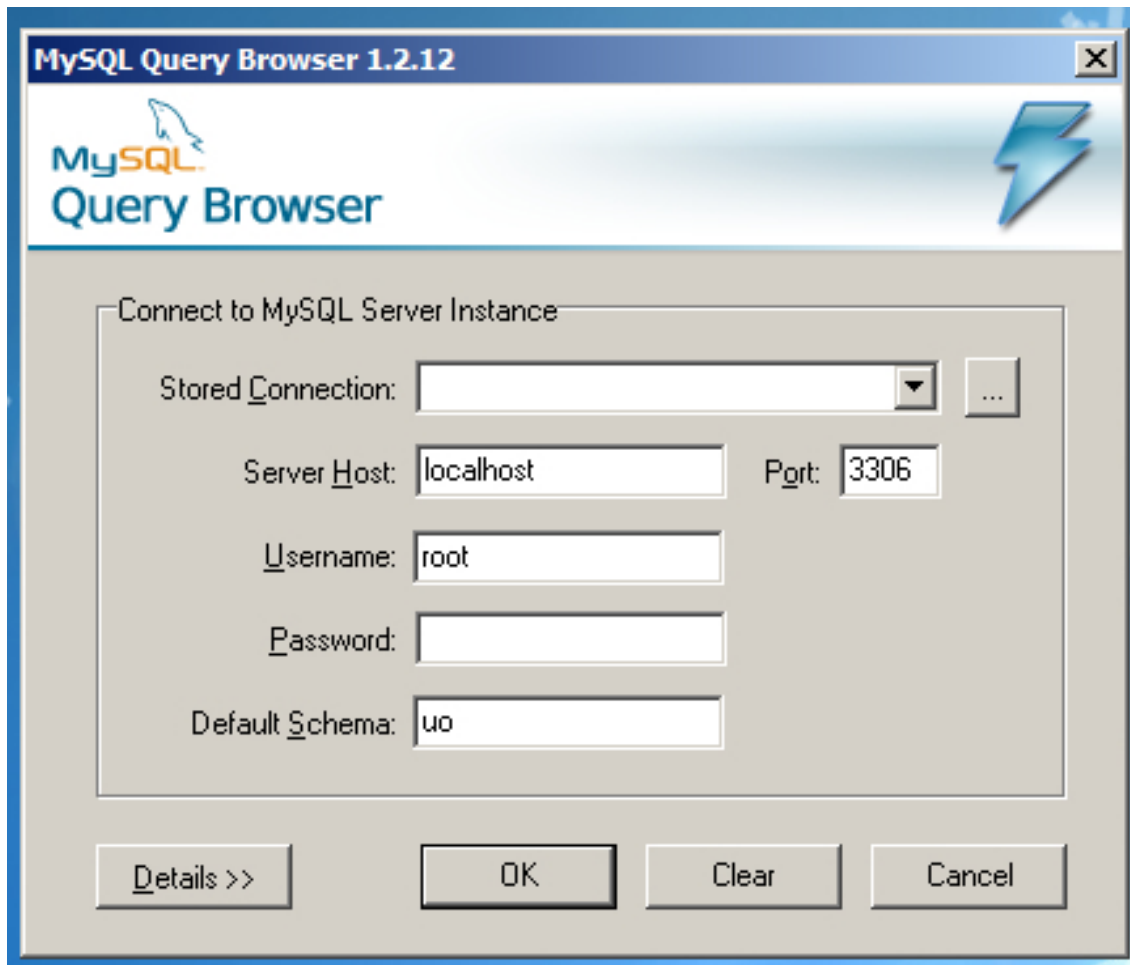 MySQL Query Browser 1.2.12
MySQL
Query Browser
Connect to MySQL Server Instance
Stored Connection:
...
Server Host: localhost Port: 3306
Username: root
Password:
Default Schema: uo
Details >> OK Clear Cancel